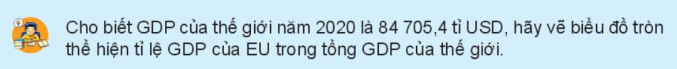 Cho biết GDP của thế giới năm 2020 là 84 705,4 tỉ USD, hãy vẽ biểu đồ tròn
thể hiện tỉ lệ GDP của EU trong tổng GDP của thế giới.